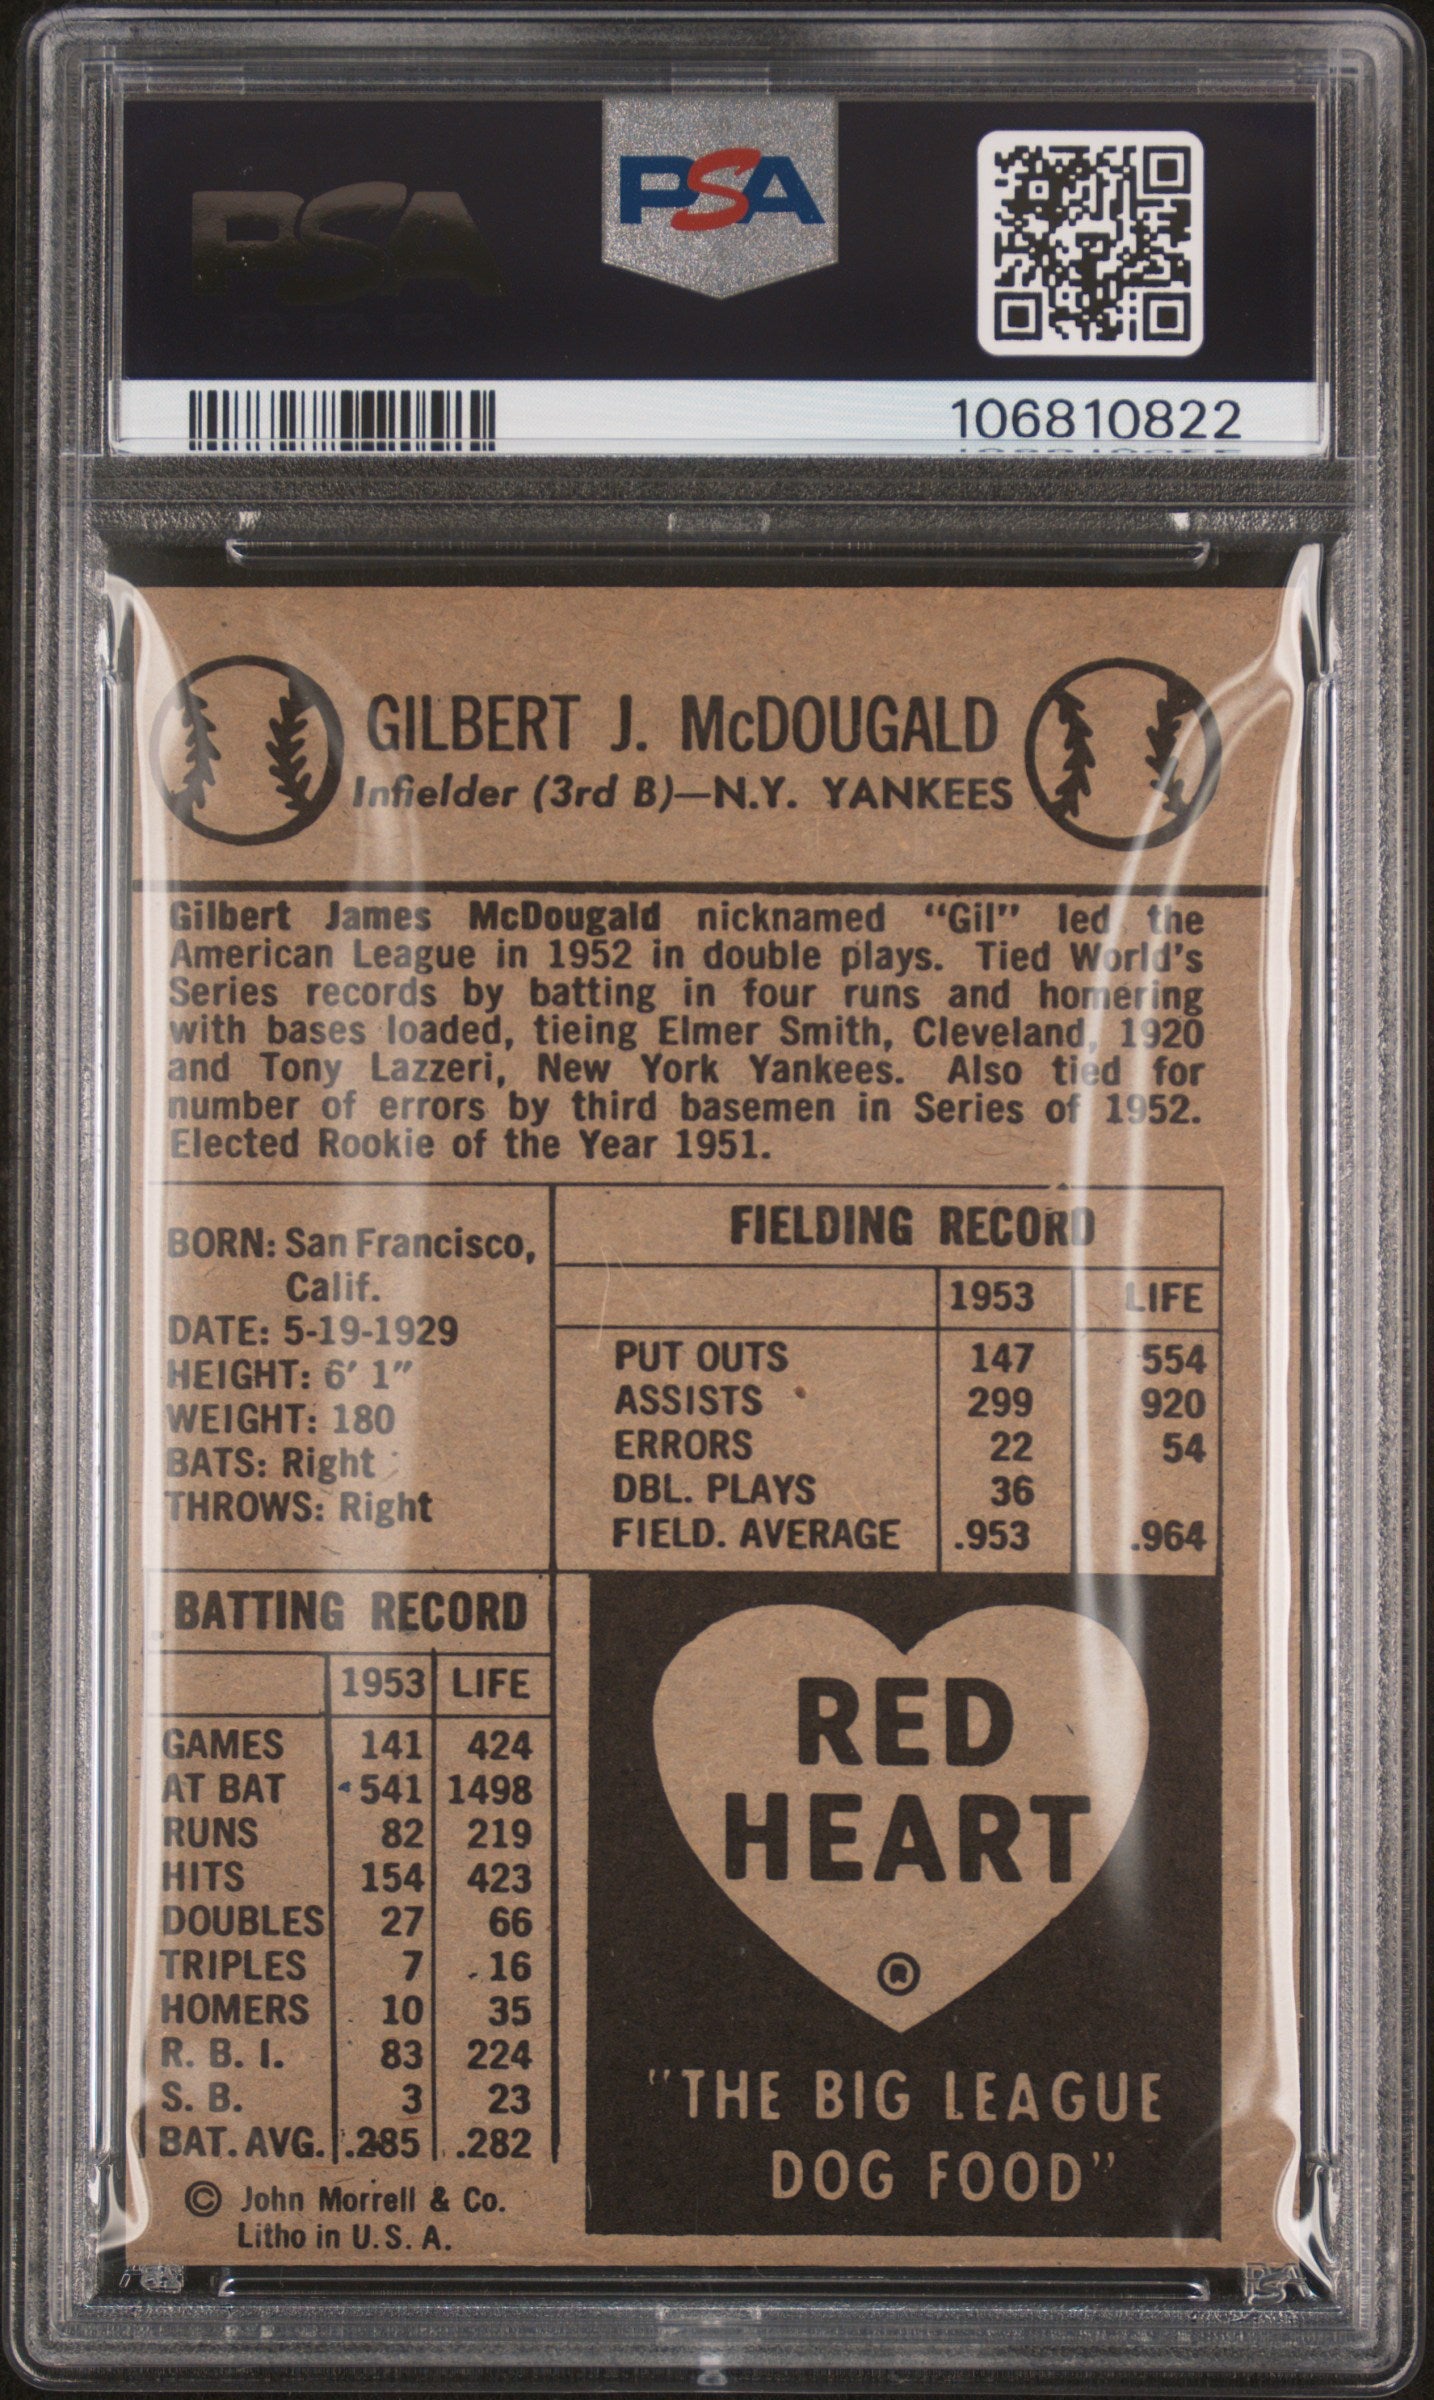 PSA
PSA
106810822
GILBERT J. McDOUGALD
Infielder (3rd B)—N.Y. YANKEES
Gilbert James McDougald nicknamed "Gil" led the
American League in 1952 in double plays. Tied World's
Series records by batting in four runs and homering
with bases loaded, tieing Elmer Smith, Cleveland, 1920
and Tony Lazzeri, New York Yankees. Also tied for
number of errors by third basemen in Series of 1952.
Elected Rookie of the Year 1951.
BORN: San Francisco,
Calif.
DATE: 5-19-1929
HEIGHT: 6' 1"
WEIGHT: 180
BATS: Right
THROWS: Right
FIELDING RECORD
1953 LIFE
PUT OUTS 147 554
ASSISTS 299 920
ERRORS 22 54
DBL. PLAYS 36
FIELD. AVERAGE .953 .964
BATTING RECORD
1953 LIFE
GAMES 141 424
AT BAT 541 1498
RUNS 82 219
HITS 154 423
DOUBLES 27 66
TRIPLES 7 16
HOMERS 10 35
R. B. I. 83 224
S. B. 3 23
BAT. AVG. .285 .282
© John Morrell & Co.
Litho in U. S. A.
RED
HEART
®
"THE BIG LEAGUE
DOG FOOD"
PSA